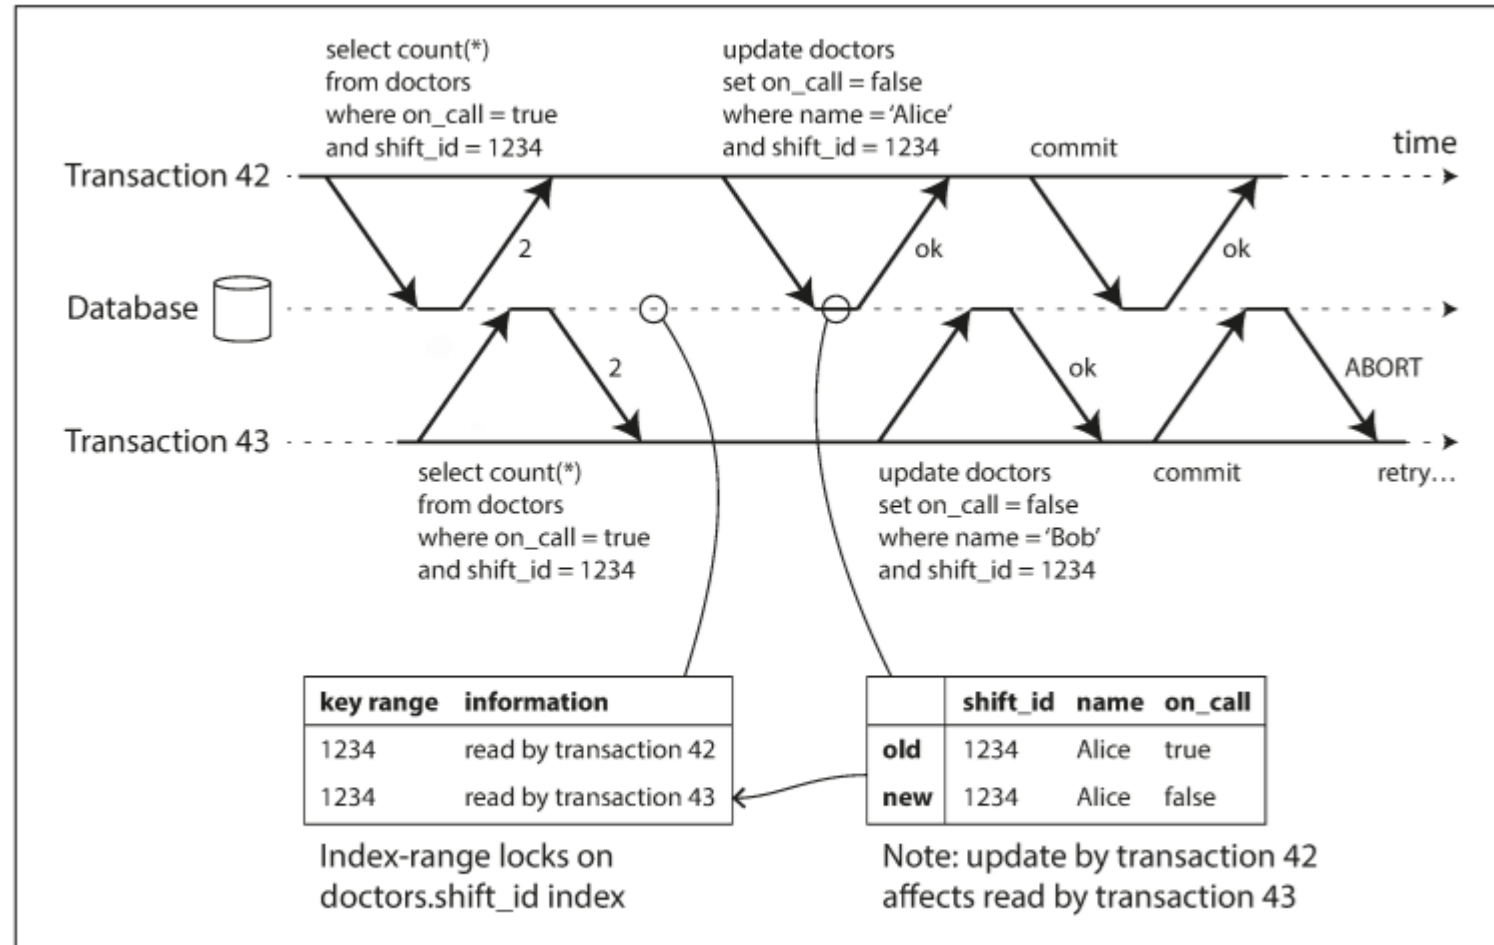 select count(*)
from doctors
where on_call = true
and shift_id = 1234
update doctors
set on_call = false
where name = ‘Alice’
and shift_id = 1234
commit
time
Transaction 42
2
ok
ok
Database
2
ok
ABORT
Transaction 43
select count(*)
from doctors
where on_call = true
and shift_id = 1234
update doctors
set on_call = false
where name = ‘Bob’
and shift_id = 1234
commit
retry…
key range information
1234 read by transaction 42
1234 read by transaction 43
Index-range locks on
doctors.shift_id index
shift_id name on_call
old 1234 Alice true
new 1234 Alice false
Note: update by transaction 42
affects read by transaction 43